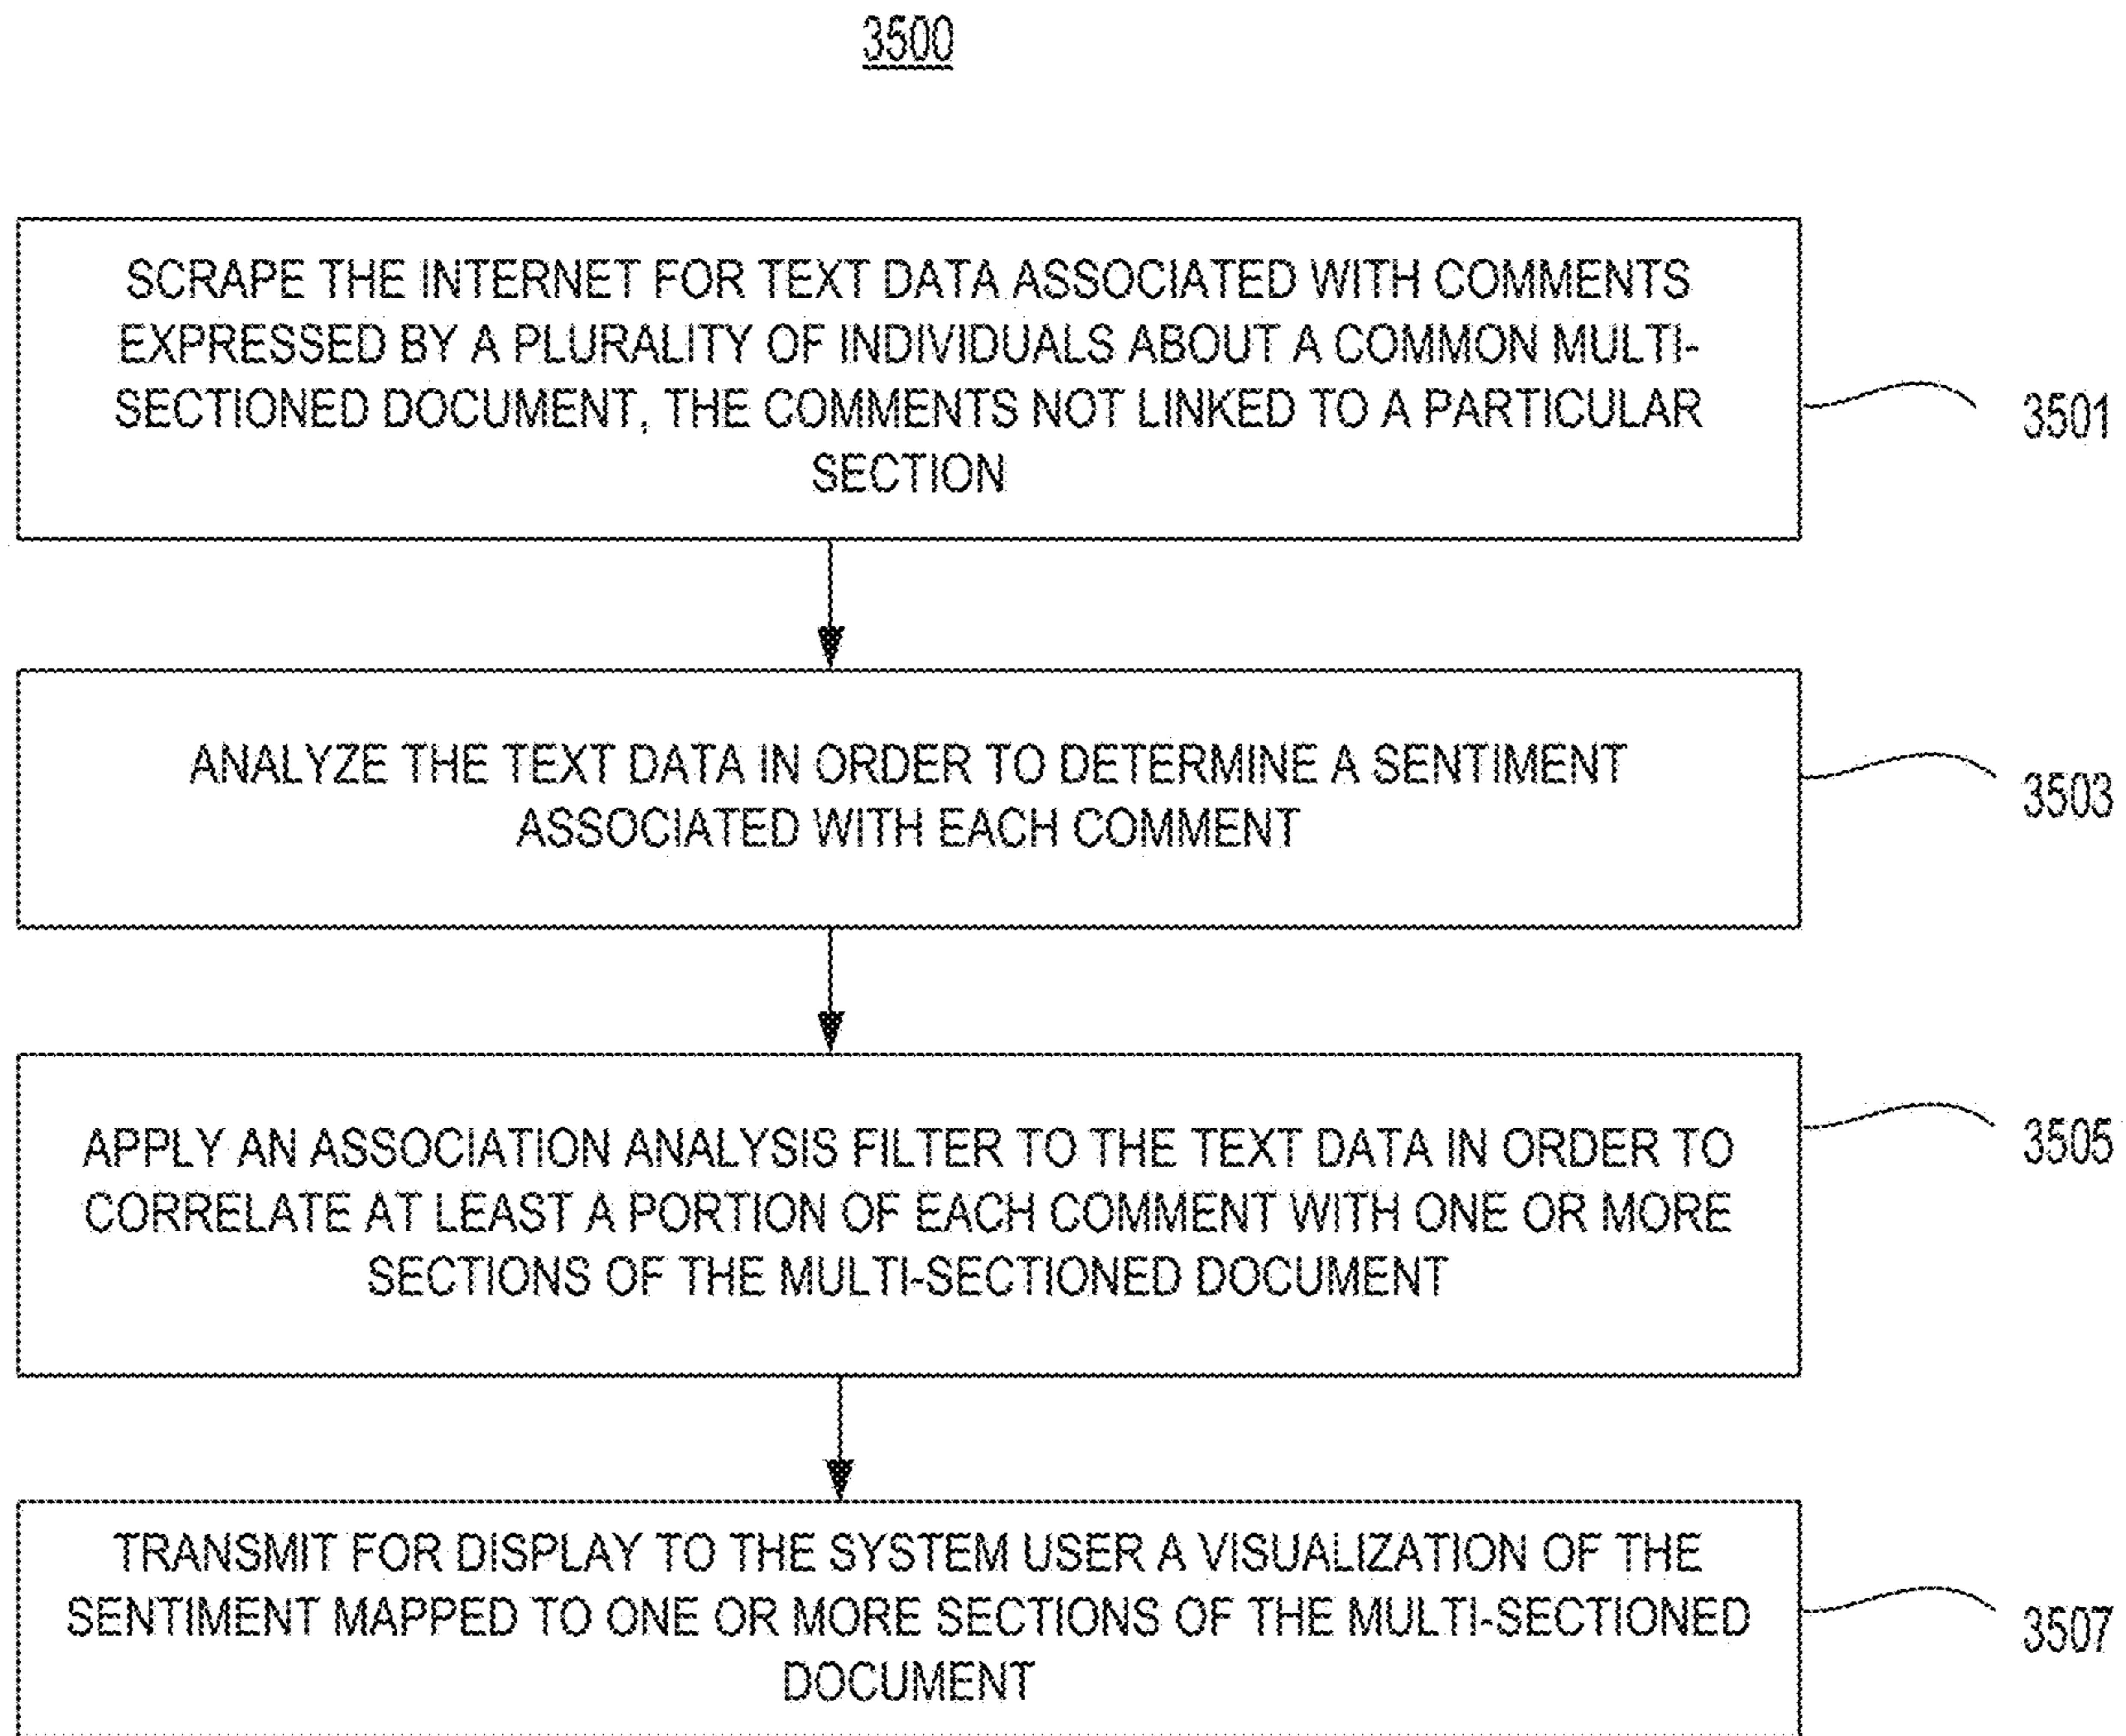 3500
SCRAPE THE INTERNET FOR TEXT DATA ASSOCIATED WITH COMMENTS
EXPRESSED BY A PLURALITY OF INDIVIDUALS ABOUT A COMMON MULTI-
SECTIONED DOCUMENT, THE COMMENTS NOT LINKED TO A PARTICULAR
SECTION
3501
ANALYZE THE TEXT DATA IN ORDER TO DETERMINE A SENTIMENT
ASSOCIATED WITH EACH COMMENT
3503
APPLY AN ASSOCIATION ANALYSIS FILTER TO THE TEXT DATA IN ORDER TO
CORRELATE AT LEAST A PORTION OF EACH COMMENT WITH ONE OR MORE
SECTIONS OF THE MULTI-SECTIONED DOCUMENT
3505
TRANSMIT FOR DISPLAY TO THE SYSTEM USER A VISUALIZATION OF THE
SENTIMENT MAPPED TO ONE OR MORE SECTIONS OF THE MULTI-SECTIONED
DOCUMENT
3507